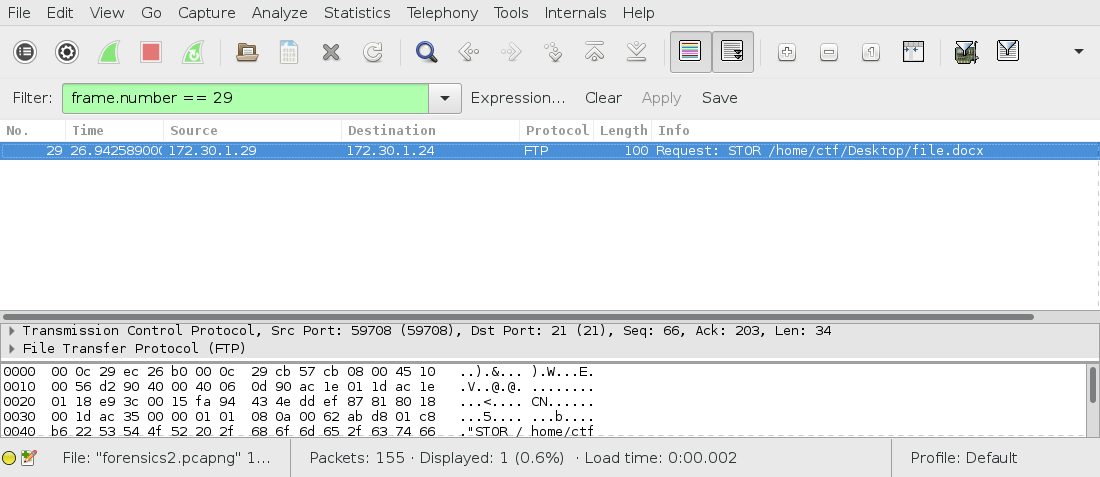 File Edit View Go Capture Analyze Statistics Telephony Tools Internals Help
Filter: frame.number == 29 Expression... Clear Apply Save
No. Time Source Destination Protocol Length Info
29 26.942589000 172.30.1.29 172.30.1.24 FTP 100 Request: STOR /home/ctf/Desktop/file.docx
Transmission Control Protocol, Src Port: 59708 (59708), Dst Port: 21 (21), Seq: 66, Ack: 203, Len: 34
File Transfer Protocol (FTP)
0000 00 0c 29 ec 26 b0 00 0c 29 cb 57 cb 08 00 45 10 ..).&... ).W...E.
0010 00 56 d2 90 40 00 40 06 0d 90 ac 1e 01 1d ac 1e .V..@.@. ........
0020 01 18 e9 3c 00 15 fa 94 43 4e dd ef 87 81 80 18 ...<.... CN......
0030 00 1d ac 35 00 00 01 01 08 0a 00 62 ab d8 01 c8 ...5.... ...b....
0040 b6 22 53 54 4f 52 20 2f 68 6f 6d 65 2f 63 74 66 ."STOR / home/ctf
File: "forensics2.pcapng" 1... Packets: 155 · Displayed: 1 (0.6%) · Load time: 0:00.002 Profile: Default